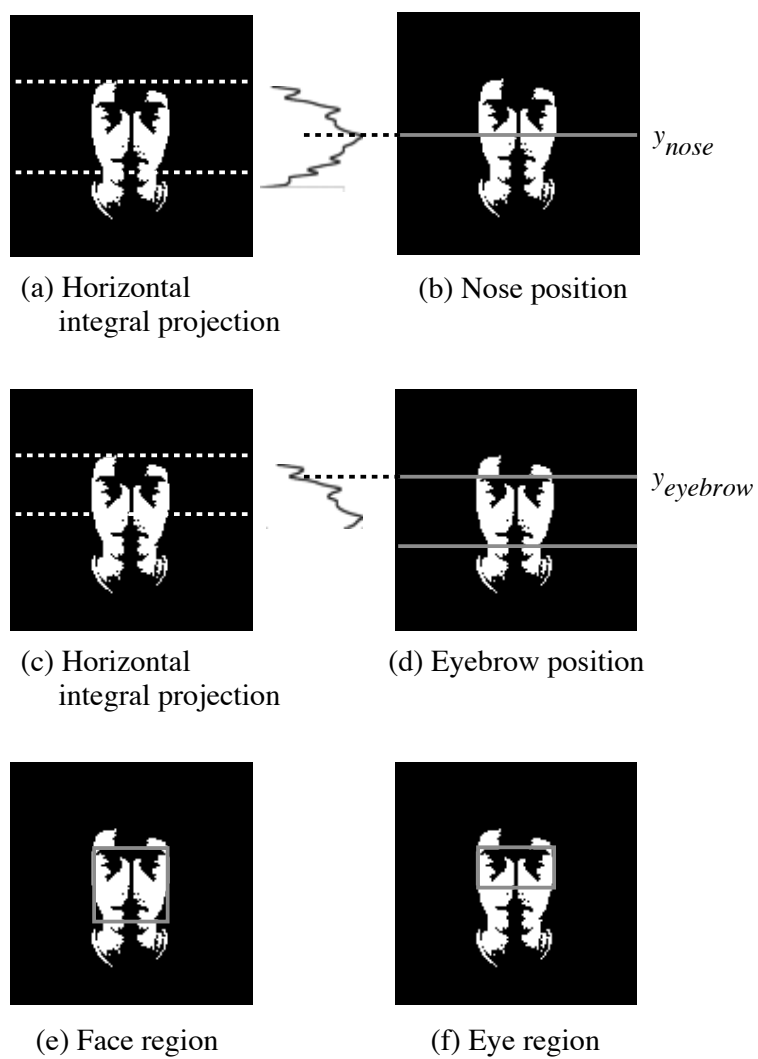 y_nose
(a) Horizontal
integral projection
(b) Nose position
y_eyebrow
(c) Horizontal
integral projection
(d) Eyebrow position
(e) Face region
(f) Eye region